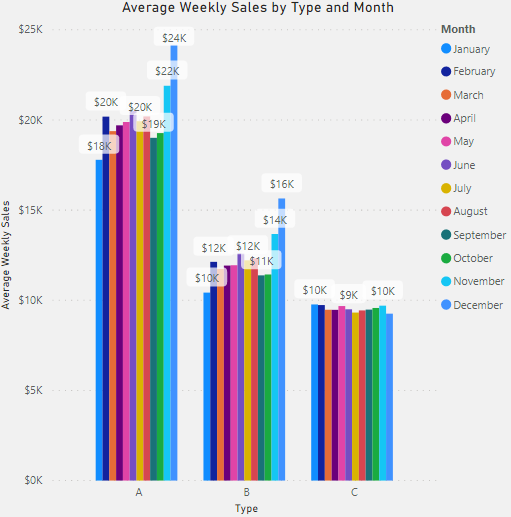 Average Weekly Sales by Type and Month
$25K
$20K
$15K
$10K
$5K
$0K
Average Weekly Sales
$18K
$20K
$20K
$19K
$22K
$24K
$10K
$12K
$12K
$11K
$14K
$16K
$10K
$9K
$10K
A
B
C
Type
Month
January
February
March
April
May
June
July
August
September
October
November
December